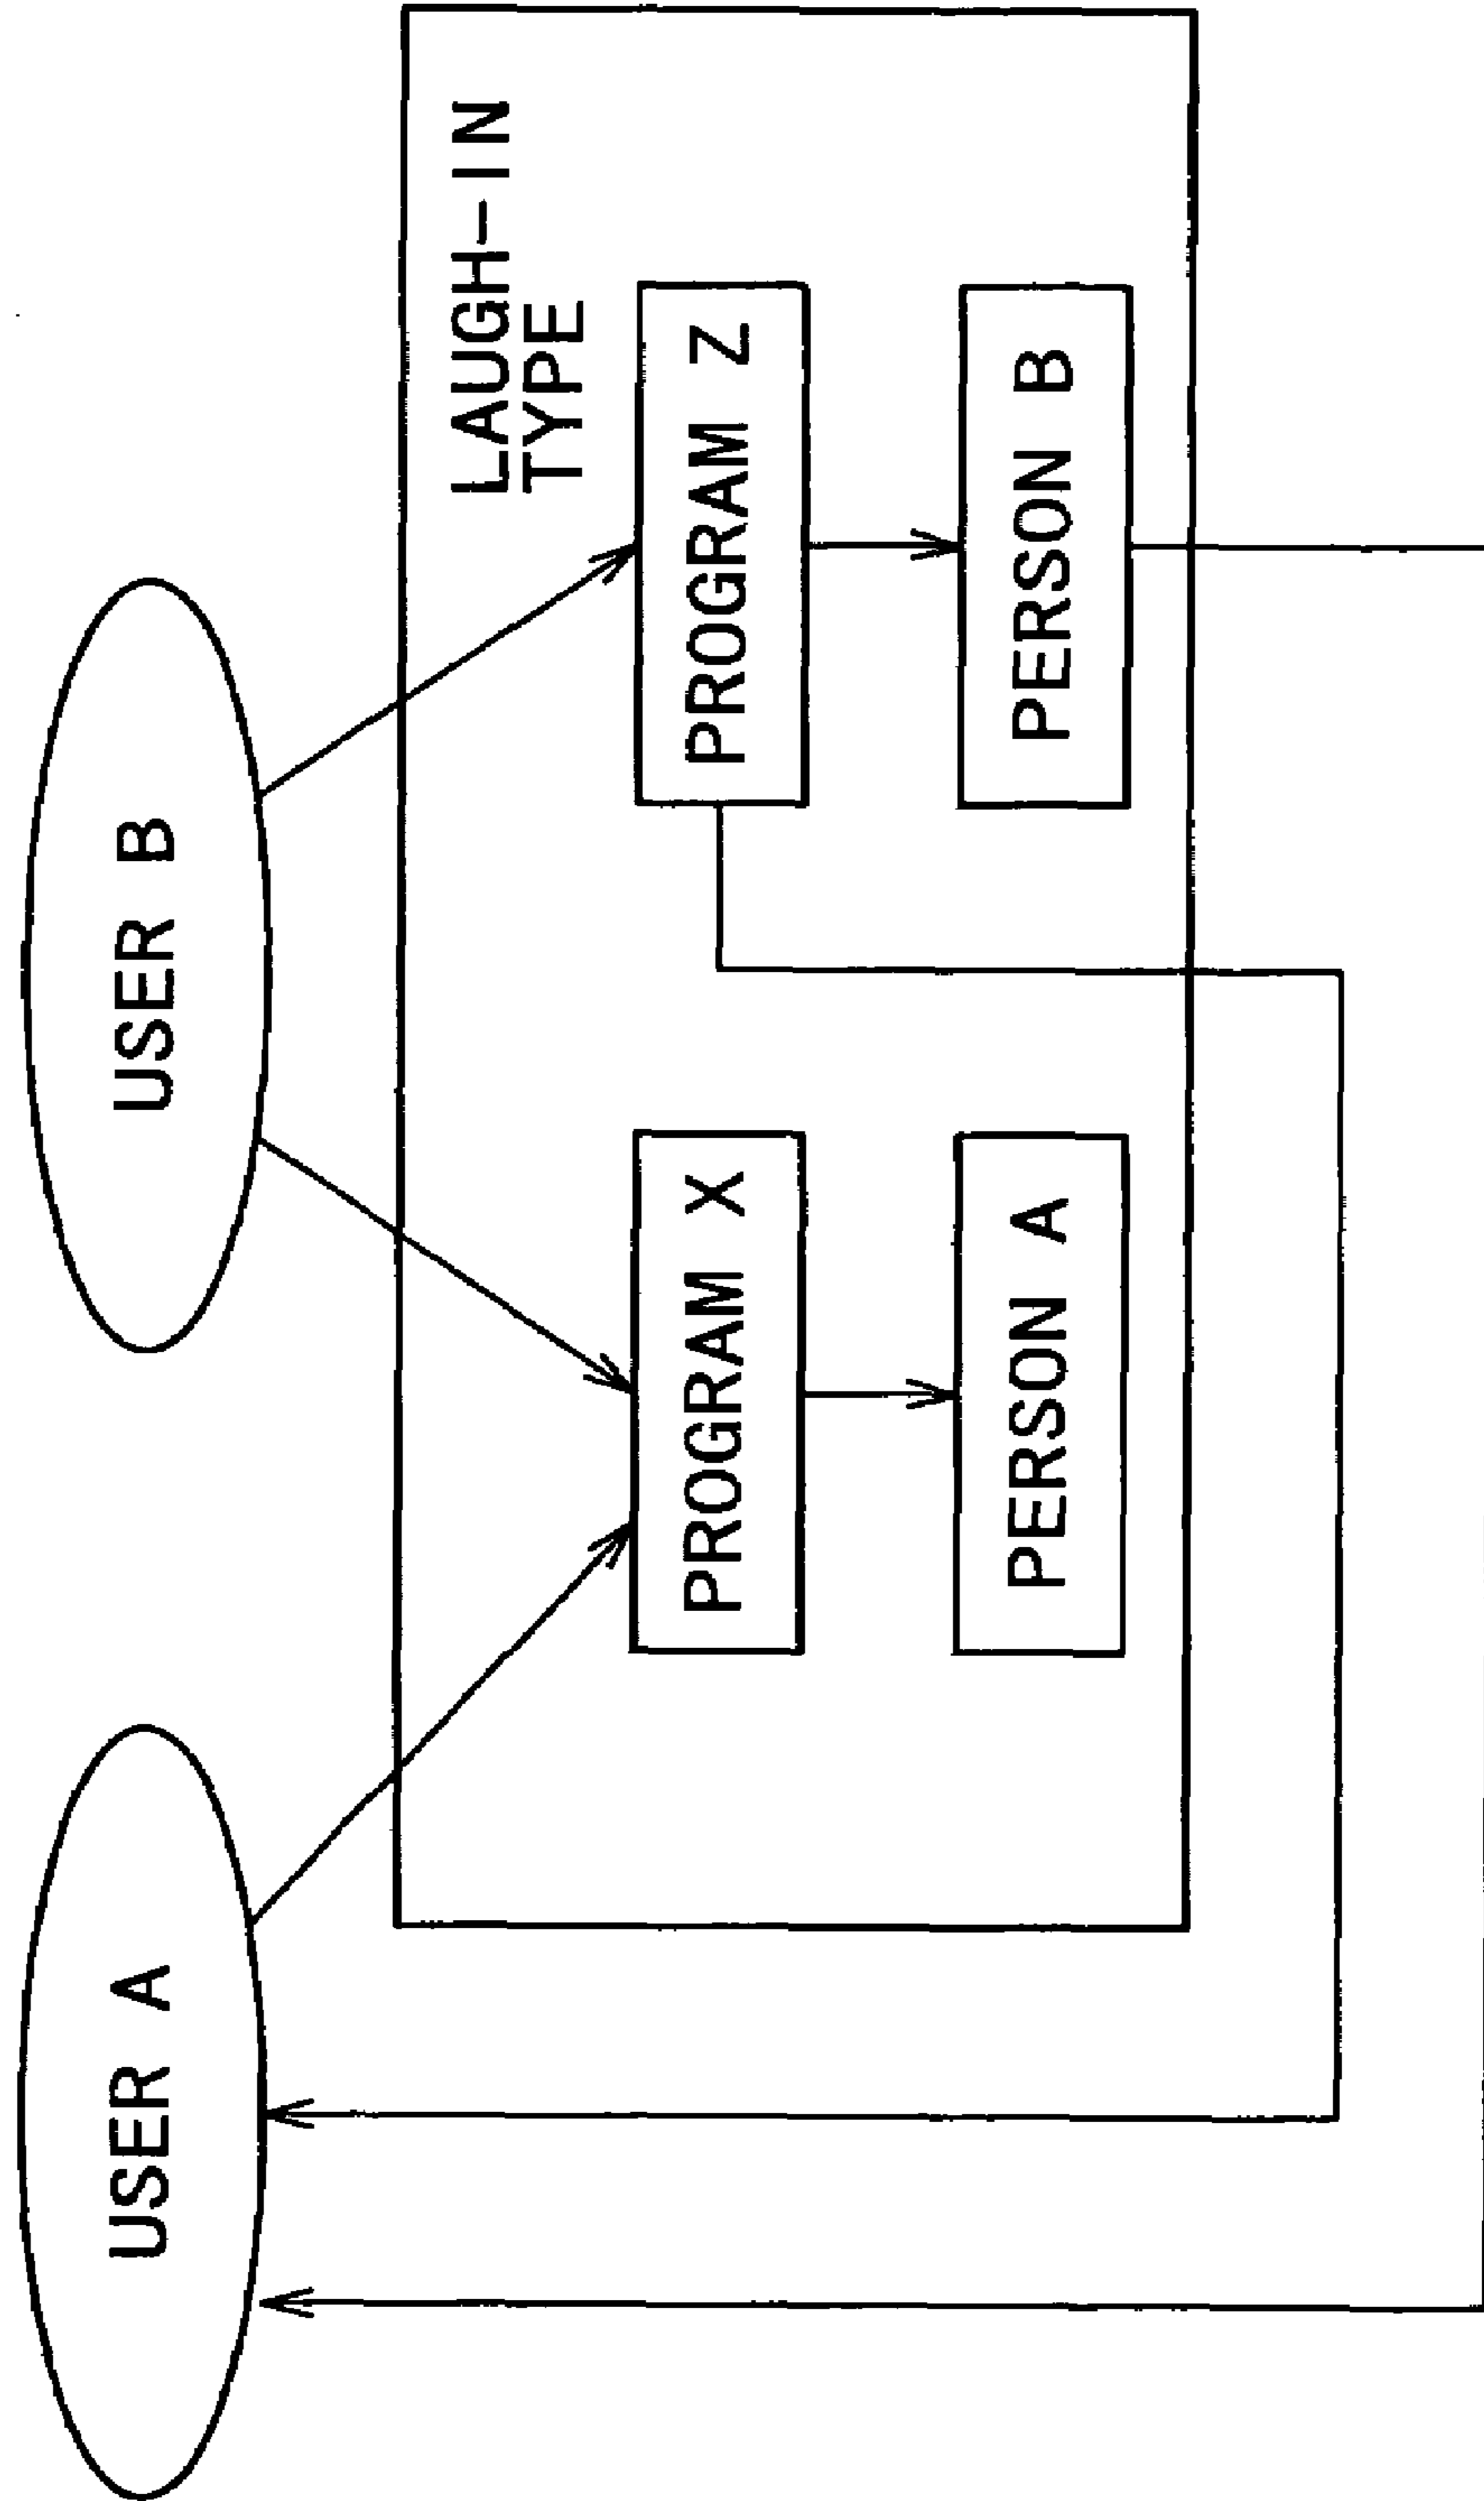 USER A
USER B
LAUGH-IN
TYPE
PROGRAM X
PROGRAM Z
PERSON A
PERSON B